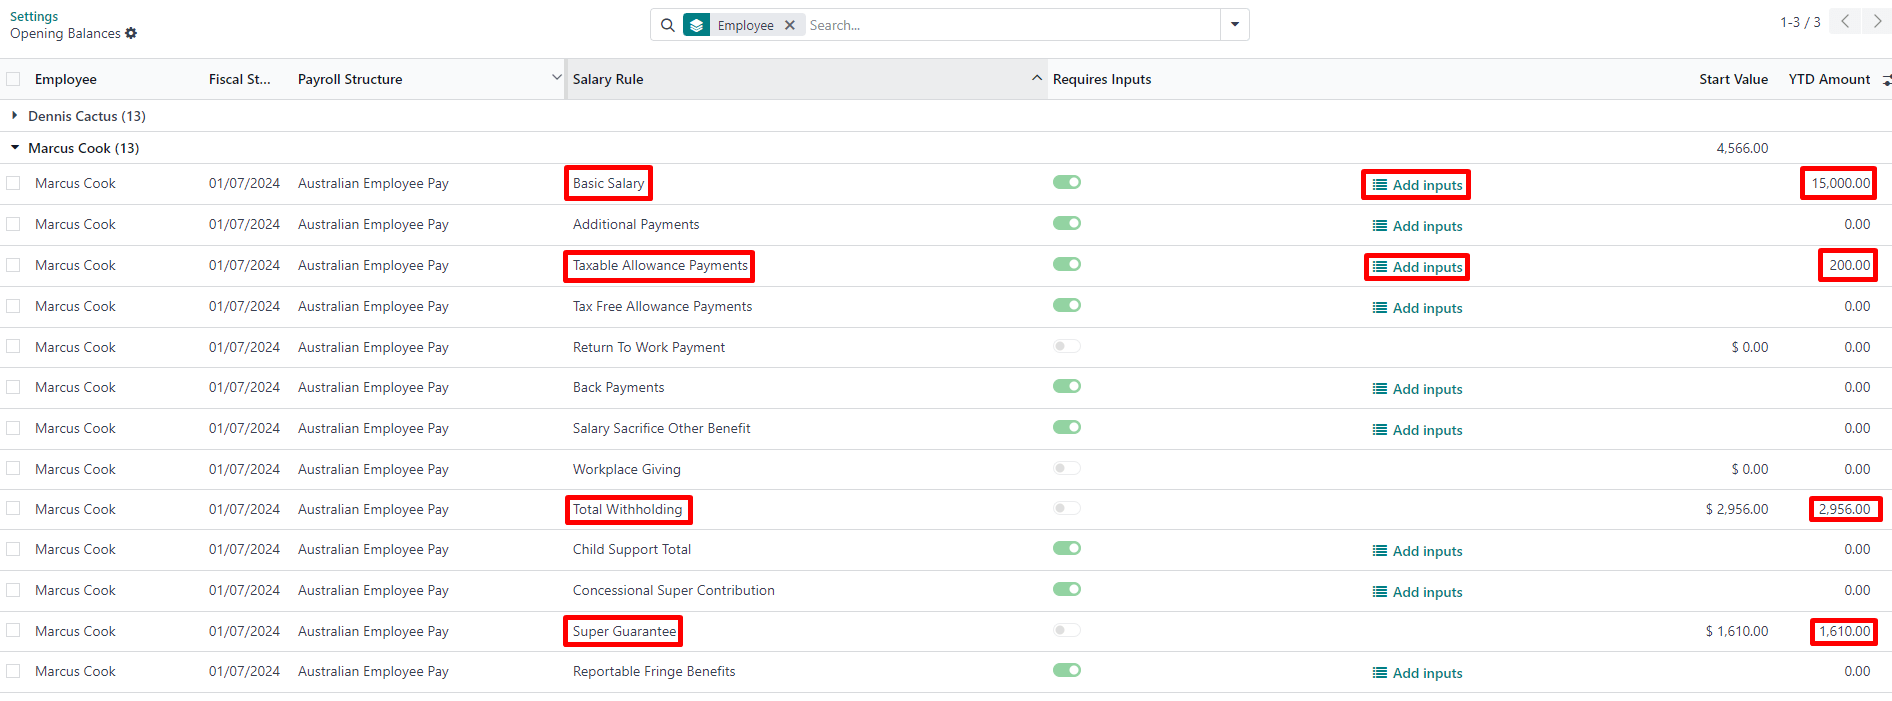 Settings
Opening Balances
Employee Search...
1-3 / 3
Employee Fiscal St... Payroll Structure Salary Rule Requires Inputs Start Value YTD Amount
Dennis Cactus (13)
Marcus Cook (13) 4,566.00
Marcus Cook 01/07/2024 Australian Employee Pay Basic Salary Add inputs 15,000.00
Marcus Cook 01/07/2024 Australian Employee Pay Additional Payments Add inputs 0.00
Marcus Cook 01/07/2024 Australian Employee Pay Taxable Allowance Payments Add inputs 200.00
Marcus Cook 01/07/2024 Australian Employee Pay Tax Free Allowance Payments Add inputs 0.00
Marcus Cook 01/07/2024 Australian Employee Pay Return To Work Payment $ 0.00 0.00
Marcus Cook 01/07/2024 Australian Employee Pay Back Payments Add inputs 0.00
Marcus Cook 01/07/2024 Australian Employee Pay Salary Sacrifice Other Benefit Add inputs 0.00
Marcus Cook 01/07/2024 Australian Employee Pay Workplace Giving $ 0.00 0.00
Marcus Cook 01/07/2024 Australian Employee Pay Total Withholding $ 2,956.00 2,956.00
Marcus Cook 01/07/2024 Australian Employee Pay Child Support Total Add inputs 0.00
Marcus Cook 01/07/2024 Australian Employee Pay Concessional Super Contribution Add inputs 0.00
Marcus Cook 01/07/2024 Australian Employee Pay Super Guarantee $ 1,610.00 1,610.00
Marcus Cook 01/07/2024 Australian Employee Pay Reportable Fringe Benefits Add inputs 0.00